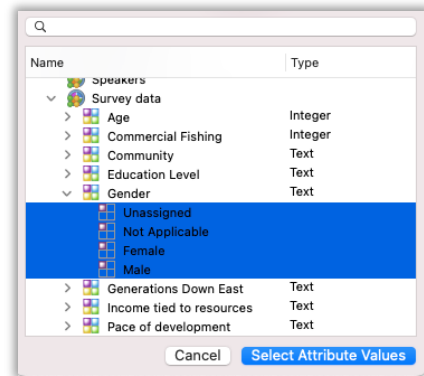 Name Type
Speakers
Survey data
Age Integer
Commercial Fishing Integer
Community Text
Education Level Text
Gender Text
Unassigned
Not Applicable
Female
Male
Generations Down East Text
Income tied to resources Text
Pace of development Text
Cancel Select Attribute Values